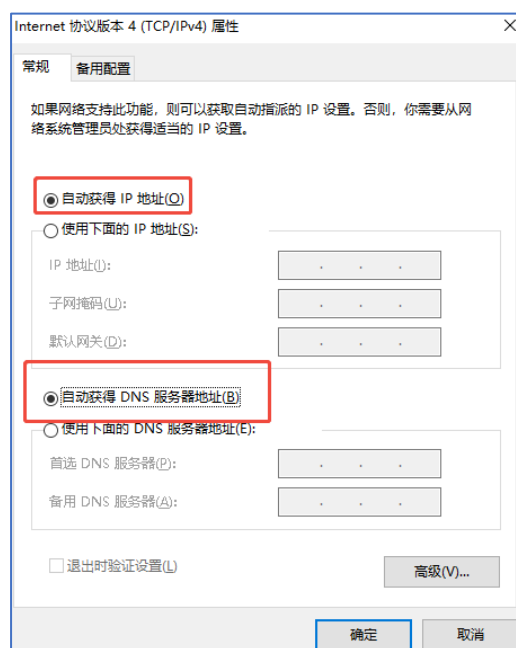 Internet 协议版本 4 (TCP/IPv4) 属性
常规 备用配置
如果网络支持此功能，则可以获取自动指派的 IP 设置。否则，你需要从网
络系统管理员处获得适当的 IP 设置。
自动获得 IP 地址(O)
使用下面的 IP 地址(S):
IP 地址(I):
子网掩码(U):
默认网关(D):
自动获得 DNS 服务器地址(B)
使用下面的 DNS 服务器地址(E):
首选 DNS 服务器(P):
备用 DNS 服务器(A):
退出时验证设置(L)
高级(V)...
确定 取消